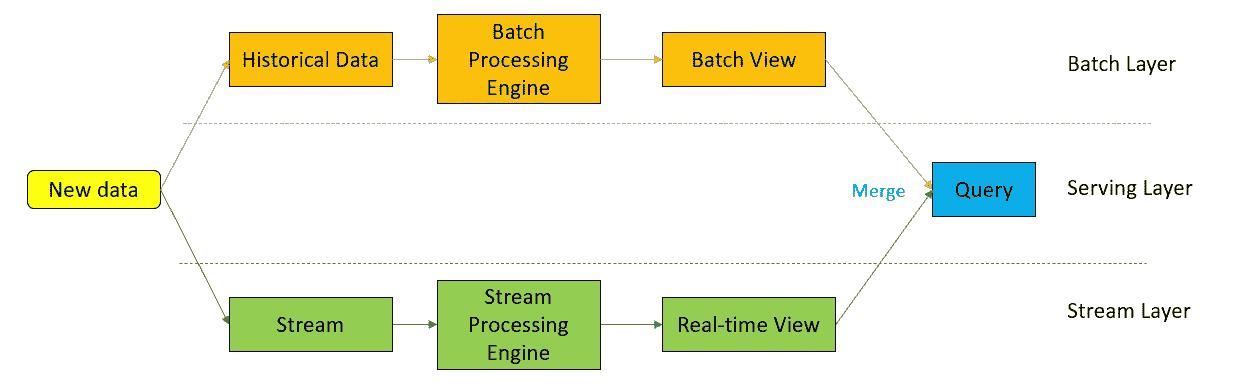 Historical Data
Batch
Processing
Engine
Batch View
Batch Layer
New data
Merge
Query
Serving Layer
Stream
Stream
Processing
Engine
Real-time View
Stream Layer